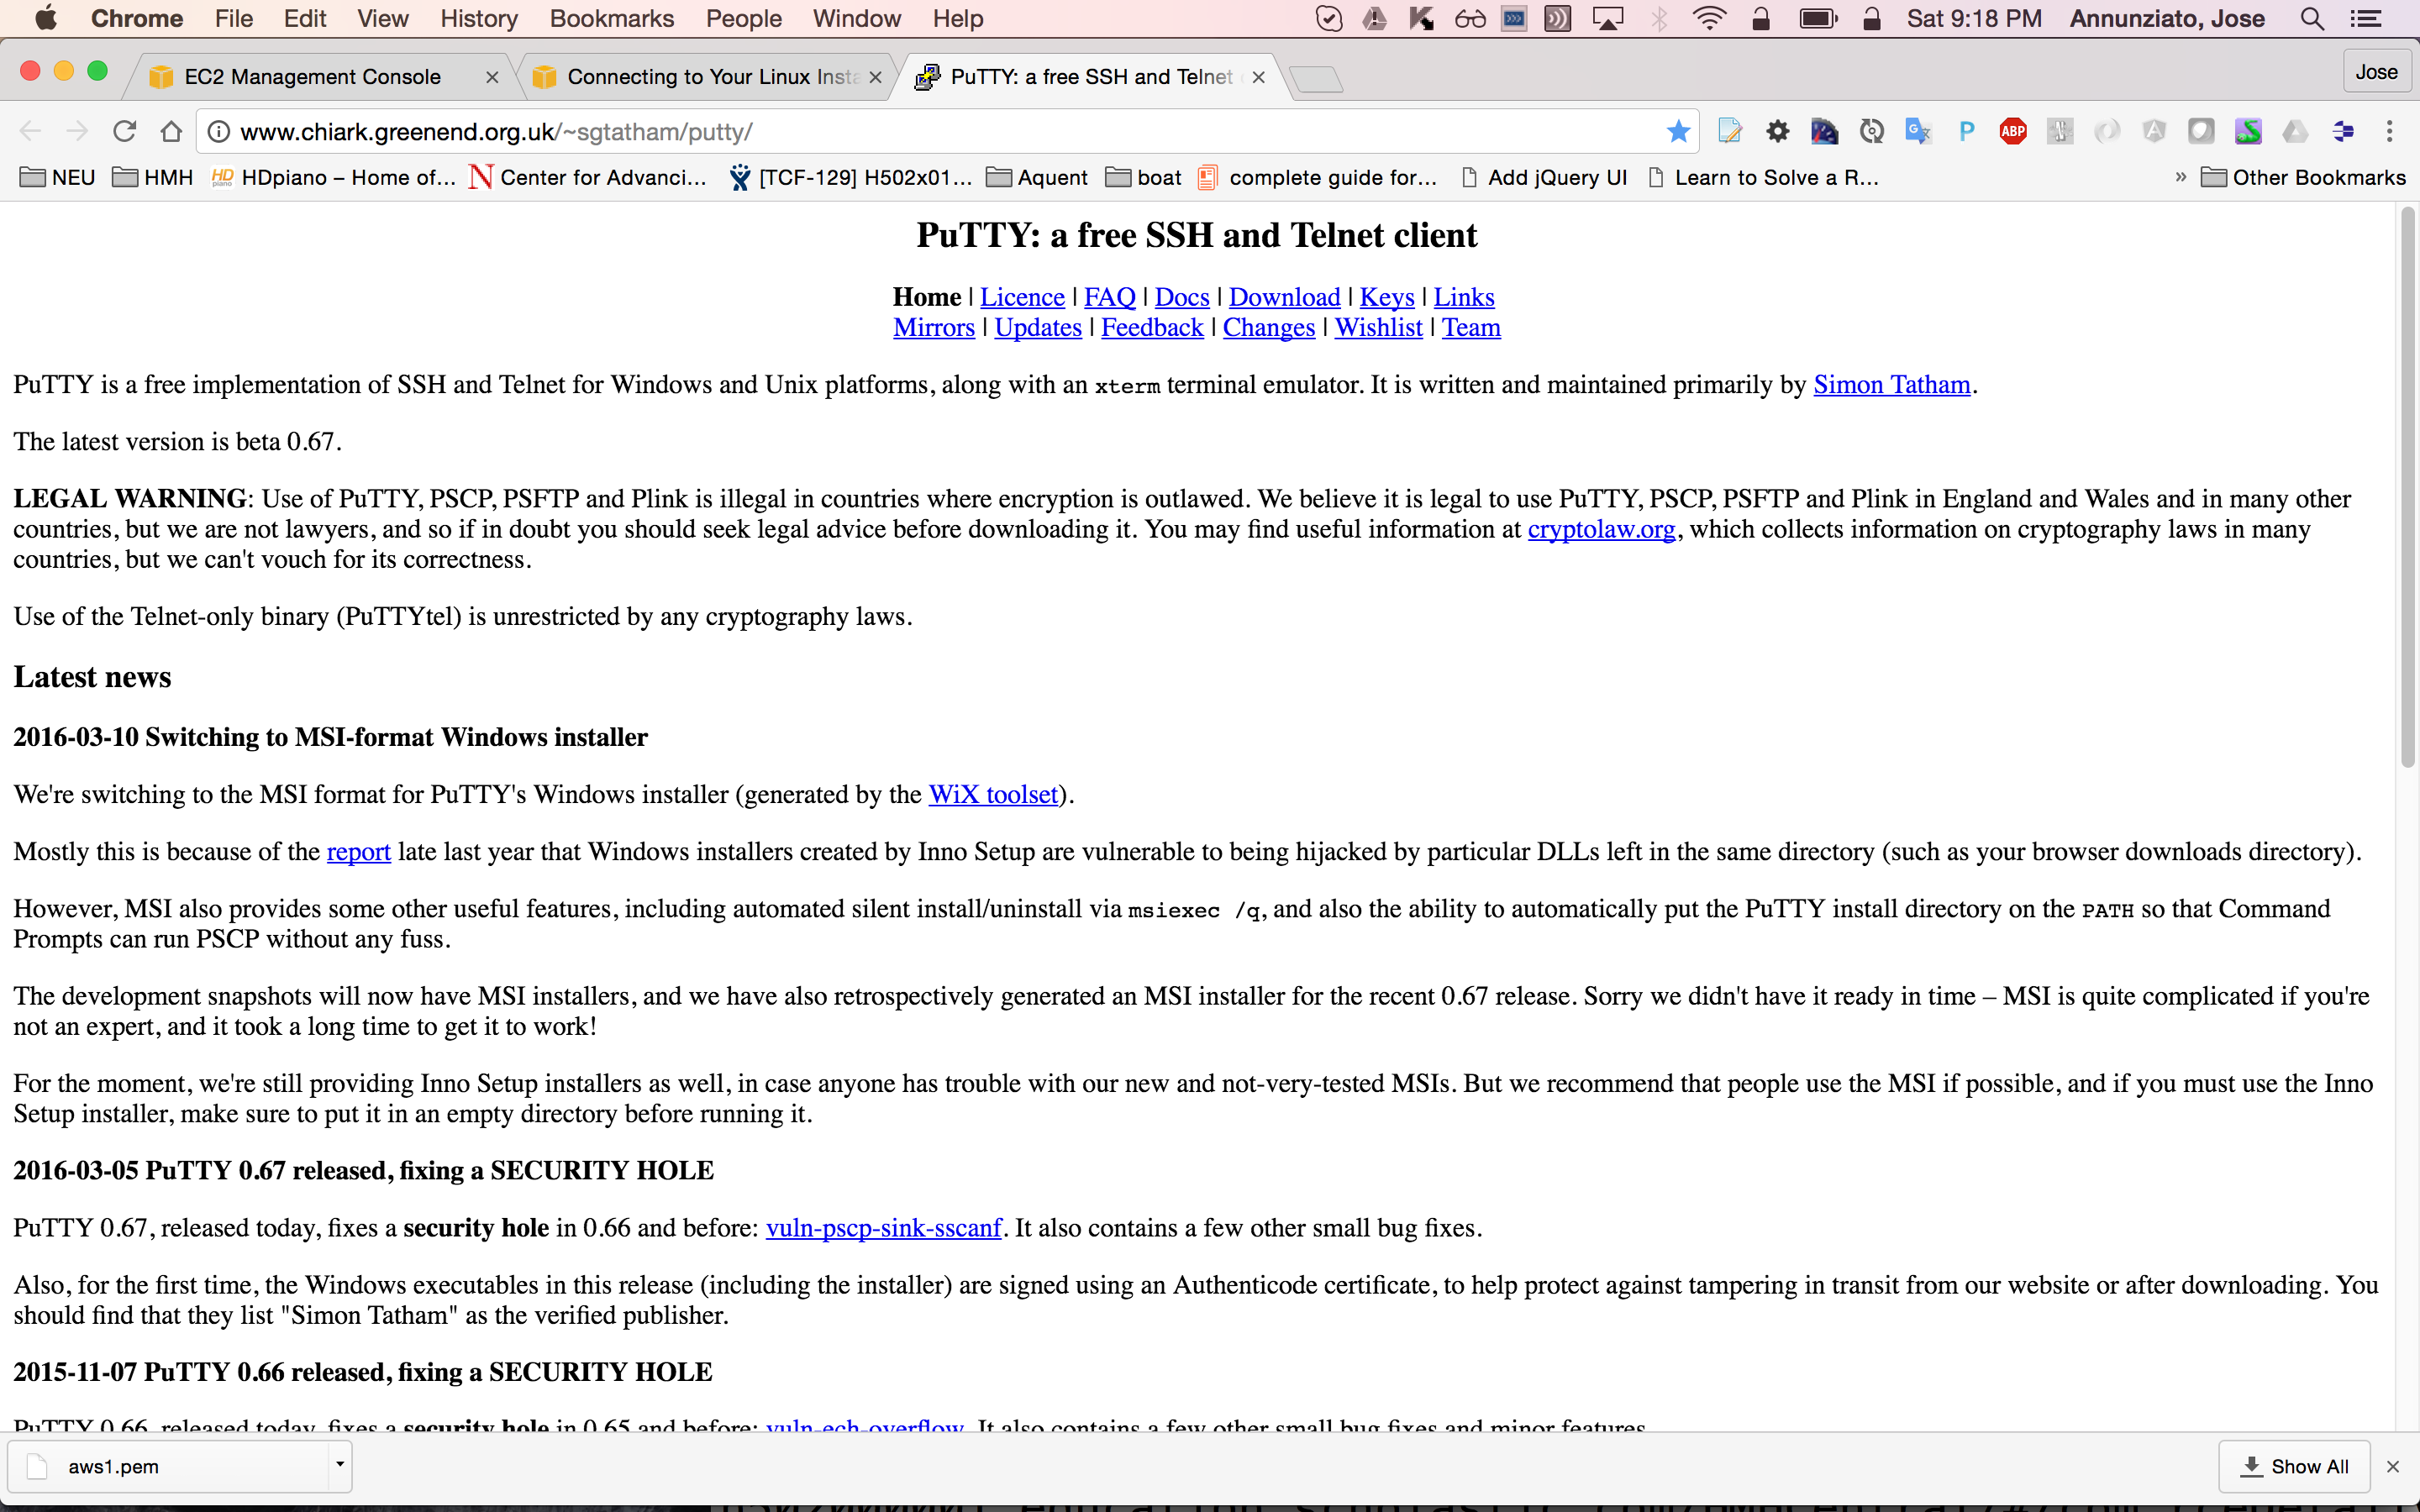 Chrome File Edit View History Bookmarks People Window Help Sat 9:18 PM Annunziato, Jose
EC2 Management Console Connecting to Your Linux Insta PuTTY: a free SSH and Telnet Jose
www.chiark.greenend.org.uk/~sgtatham/putty/ ABP
NEU HMH HD piano HDpiano – Home of... N Center for Advanci... [TCF-129] H502x01... Aquent boat complete guide for... Add jQuery UI Learn to Solve a R... » Other Bookmarks
PuTTY: a free SSH and Telnet client
Home | Licence | FAQ | Docs | Download | Keys | Links
Mirrors | Updates | Feedback | Changes | Wishlist | Team
PuTTY is a free implementation of SSH and Telnet for Windows and Unix platforms, along with an xterm terminal emulator. It is written and maintained primarily by Simon Tatham.
The latest version is beta 0.67.
LEGAL WARNING: Use of PuTTY, PSCP, PSFTP and Plink is illegal in countries where encryption is outlawed. We believe it is legal to use PuTTY, PSCP, PSFTP and Plink in England and Wales and in many other
countries, but we are not lawyers, and so if in doubt you should seek legal advice before downloading it. You may find useful information at cryptolaw.org, which collects information on cryptography laws in many
countries, but we can't vouch for its correctness.
Use of the Telnet-only binary (PuTTYtel) is unrestricted by any cryptography laws.
Latest news
2016-03-10 Switching to MSI-format Windows installer
We're switching to the MSI format for PuTTY's Windows installer (generated by the WiX toolset).
Mostly this is because of the report late last year that Windows installers created by Inno Setup are vulnerable to being hijacked by particular DLLs left in the same directory (such as your browser downloads directory).
However, MSI also provides some other useful features, including automated silent install/uninstall via msiexec /q, and also the ability to automatically put the PuTTY install directory on the PATH so that Command
Prompts can run PSCP without any fuss.
The development snapshots will now have MSI installers, and we have also retrospectively generated an MSI installer for the recent 0.67 release. Sorry we didn't have it ready in time – MSI is quite complicated if you're
not an expert, and it took a long time to get it to work!
For the moment, we're still providing Inno Setup installers as well, in case anyone has trouble with our new and not-very-tested MSIs. But we recommend that people use the MSI if possible, and if you must use the Inno
Setup installer, make sure to put it in an empty directory before running it.
2016-03-05 PuTTY 0.67 released, fixing a SECURITY HOLE
PuTTY 0.67, released today, fixes a security hole in 0.66 and before: vuln-pscp-sink-sscanf. It also contains a few other small bug fixes.
Also, for the first time, the Windows executables in this release (including the installer) are signed using an Authenticode certificate, to help protect against tampering in transit from our website or after downloading. You
should find that they list "Simon Tatham" as the verified publisher.
2015-11-07 PuTTY 0.66 released, fixing a SECURITY HOLE
PuTTY 0.66, released today, fixes a security hole in 0.65 and before: vuln-ech-overflow. It also contains a few other small bug fixes and minor features.
aws1.pem Show All